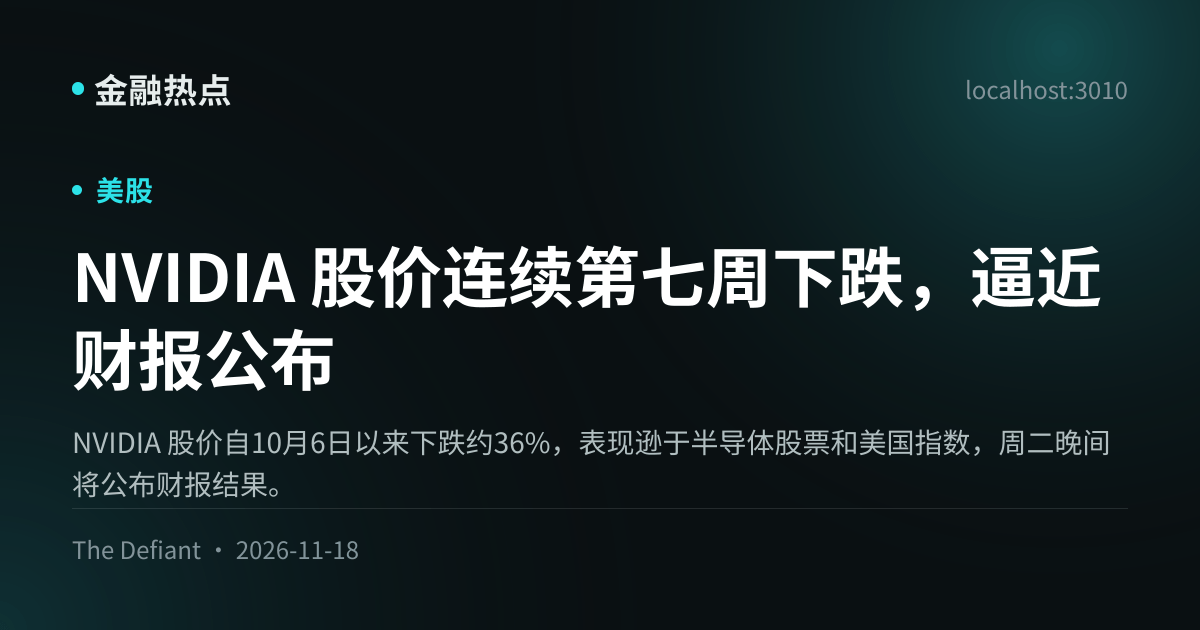 金融热点
localhost:3010
美股
NVIDIA 股价连续第七周下跌，逼近
财报公布
NVIDIA 股价自10月6日以来下跌约36%，表现逊于半导体股票和美国指数，周二晚间
将公布财报结果。
The Defiant · 2026-11-18